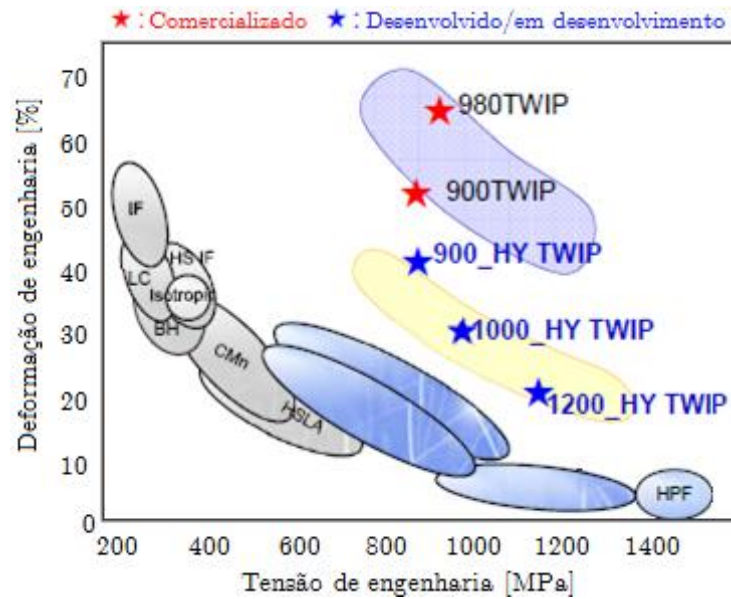 ★ : Comercializado ★ : Desenvolvido/em desenvolvimento
Deformação de engenharia [%]
70
60
50
40
30
20
10
0
980TWIP
900TWIP
900_HY TWIP
1000_HY TWIP
1200_HY TWIP
IF
HS IF
LC
Isotropic
BH
CMn
HSLA
HPF
200 400 600 800 1000 1200 1400
Tensão de engenharia [MPa]